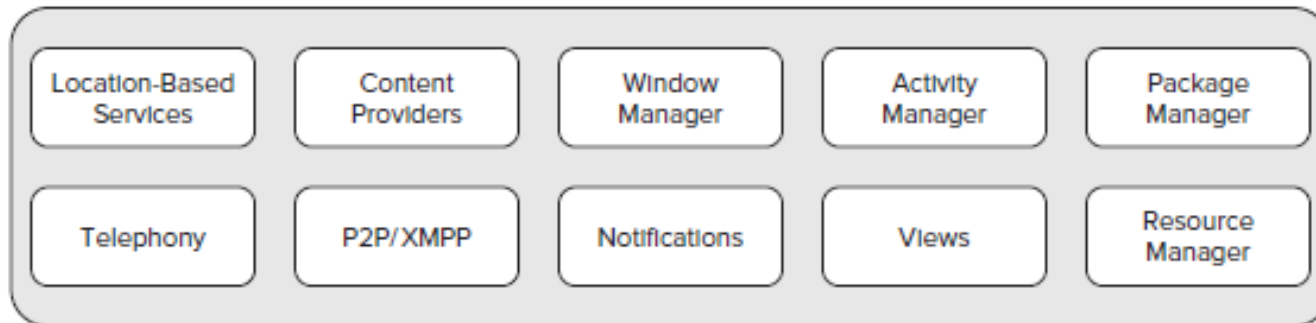 Location-Based
Services
Content
Providers
Window
Manager
Activity
Manager
Package
Manager
Telephony
P2P/XMPP
Notifications
Views
Resource
Manager